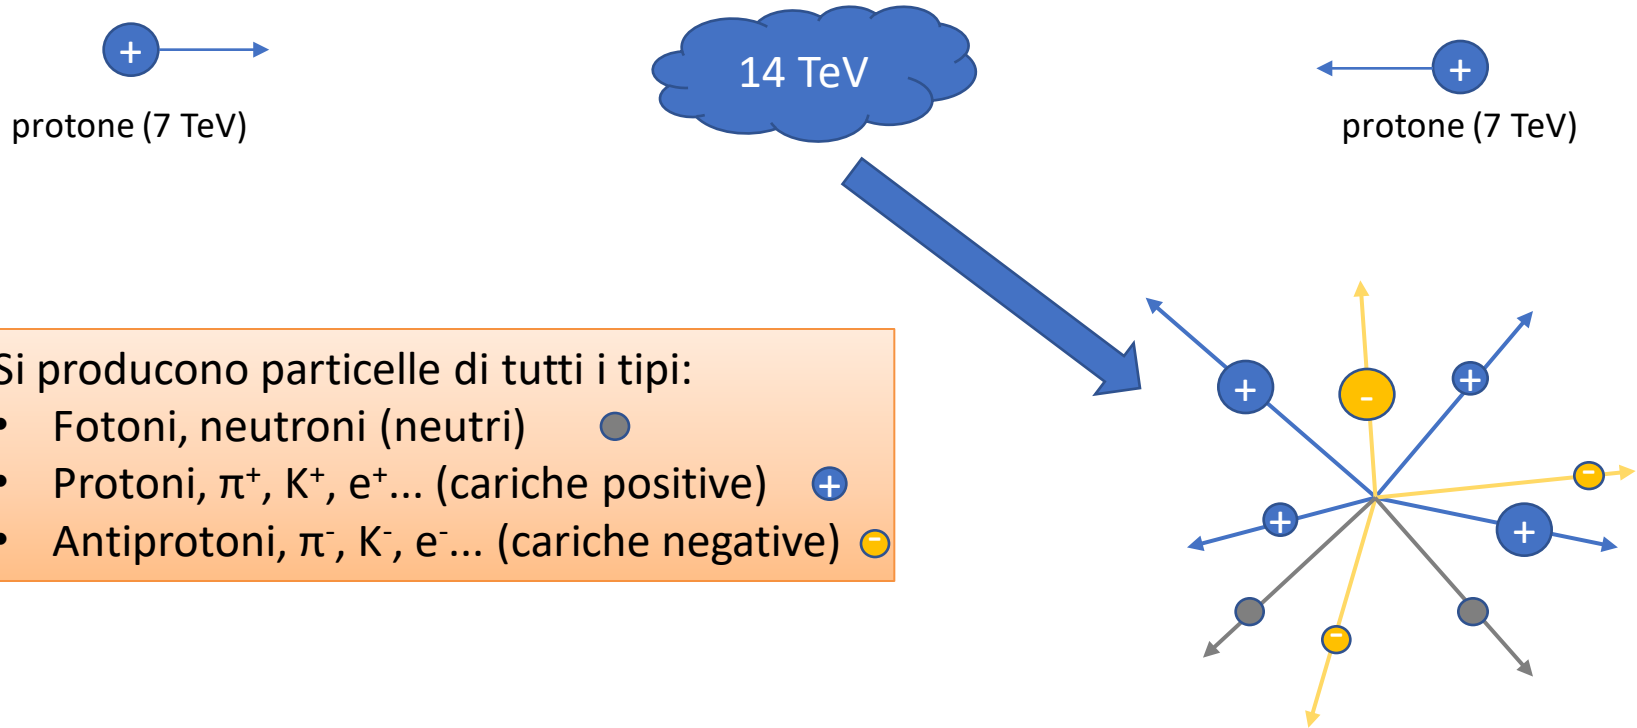 +
14 TeV
+
protone (7 TeV)
protone (7 TeV)
Si producono particelle di tutti i tipi:
• Fotoni, neutroni (neutri)
• Protoni, π⁺, K⁺, e⁺... (cariche positive) +
• Antiprotoni, π⁻, K⁻, e⁻... (cariche negative) -
+
-
+
-
+
+
-